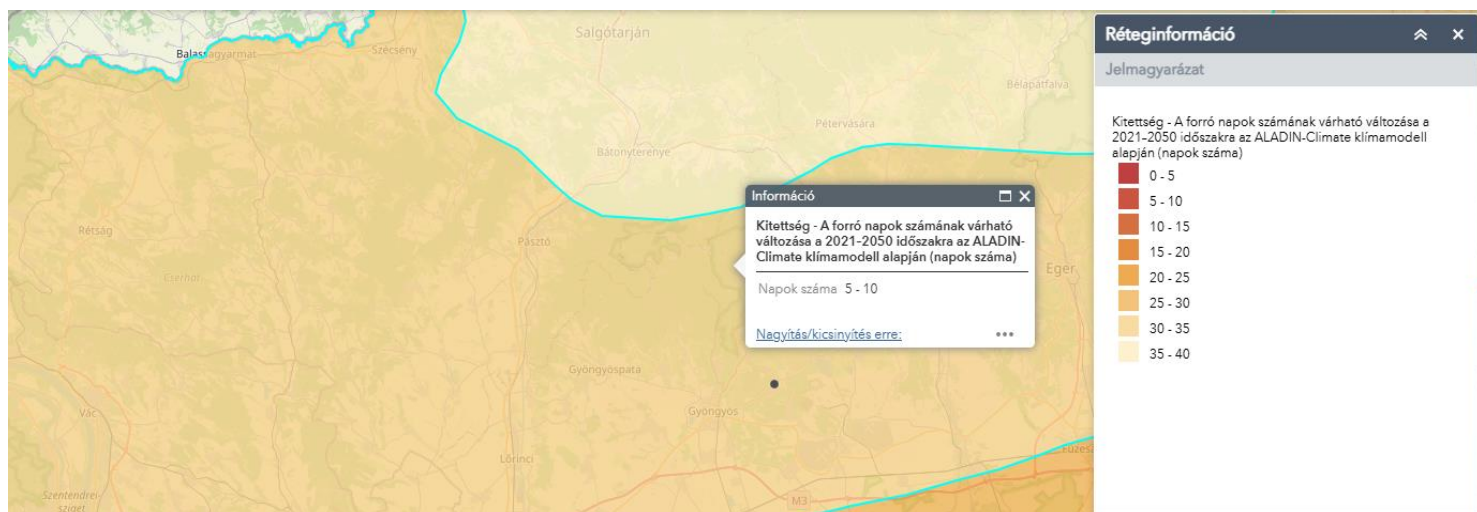 Salgótarján
Balassagyarmat
Szécsény
Bélapátfalva
Pétervására
Bátonyterenye
Rétság
Pásztó
Cserhát
Eger
Gyöngyöspata
Gyöngyös
Vác
Lőrinci
Füzesa
Szentendrei-
sziget
M3
Információ
Kitettség - A forró napok számának várható
változása a 2021-2050 időszakra az ALADIN-
Climate klímamodell alapján (napok száma)
Napok száma 5 - 10
Nagyítás/kicsinyítés erre:
Réteginformáció
Jelmagyarázat
Kitettség - A forró napok számának várható változása a
2021-2050 időszakra az ALADIN-Climate klímamodell
alapján (napok száma)
0 - 5
5 - 10
10 - 15
15 - 20
20 - 25
25 - 30
30 - 35
35 - 40